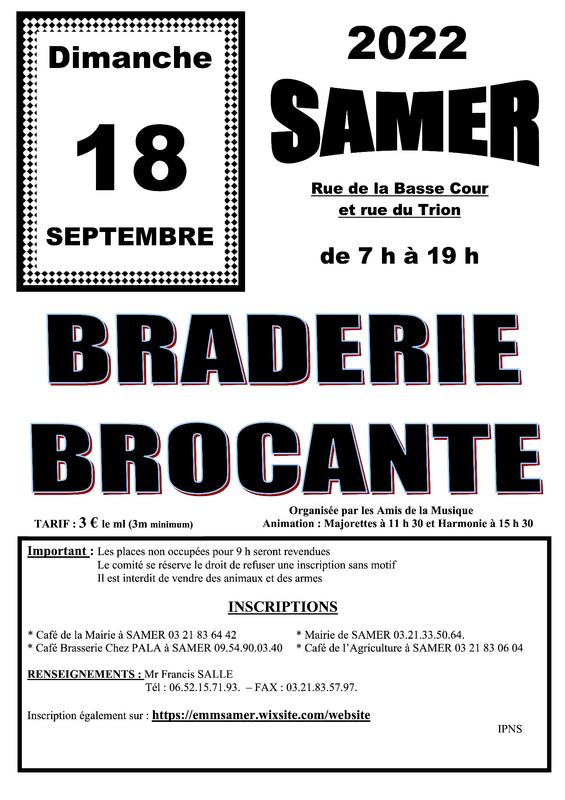 Dimanche
18
SEPTEMBRE
2022
SAMER
Rue de la Basse Cour
et rue du Trion
de 7 h à 19 h
BRADERIE
BROCANTE
Organisée par les Amis de la Musique
TARIF : 3 € le ml (3m minimum)
Animation : Majorettes à 11 h 30 et Harmonie à 15 h 30
Important : Les places non occupées pour 9 h seront revendues
Le comité se réserve le droit de refuser une inscription sans motif
Il est interdit de vendre des animaux et des armes
INSCRIPTIONS
* Café de la Mairie à SAMER 03 21 83 64 42
* Mairie de SAMER 03.21.33.50.64.
* Café Brasserie Chez PALA à SAMER 09.54.90.03.40
* Café de l'Agriculture à SAMER 03 21 83 06 04
RENSEIGNEMENTS : Mr Francis SALLE
Tél : 06.52.15.71.93. – FAX : 03.21.83.57.97.
Inscription également sur : https://emmsamer.wixsite.com/website
IPNS